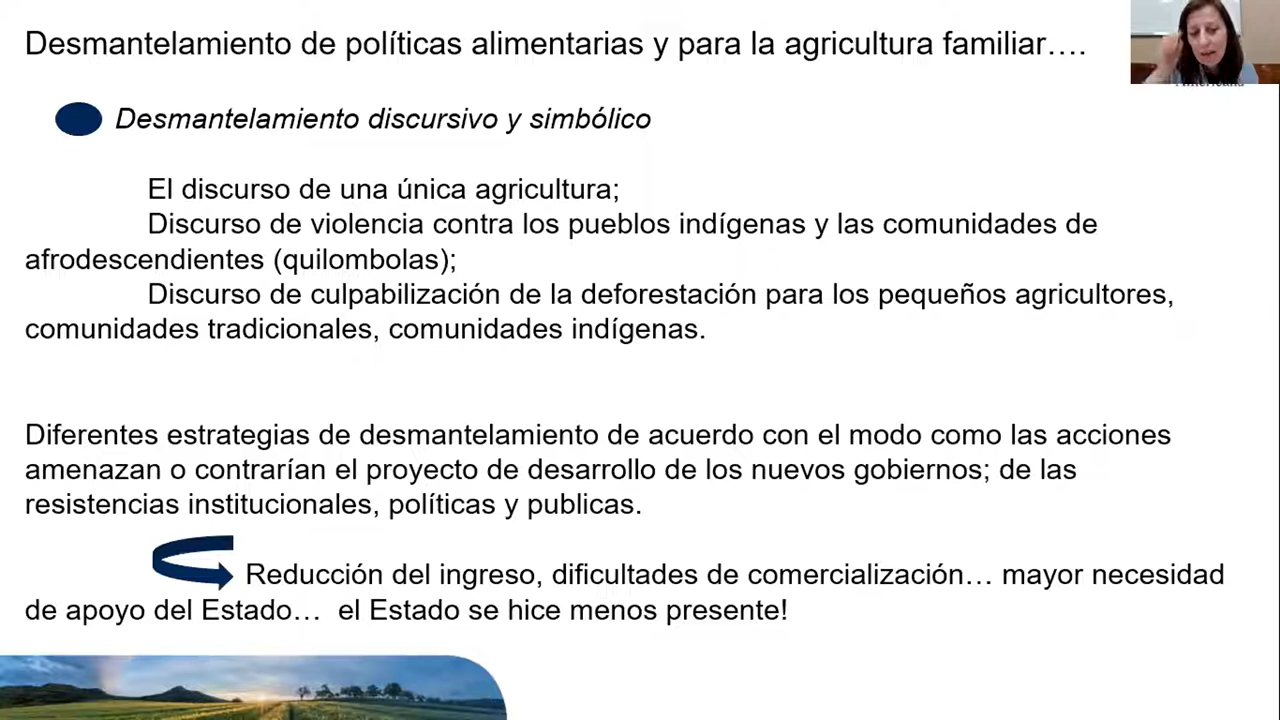 Desmantelamiento de políticas alimentarias y para la agricultura familiar….
Desmantelamiento discursivo y simbólico
El discurso de una única agricultura;
Discurso de violencia contra los pueblos indígenas y las comunidades de
afrodescendientes (quilombolas);
Discurso de culpabilización de la deforestación para los pequeños agricultores,
comunidades tradicionales, comunidades indígenas.
Diferentes estrategias de desmantelamiento de acuerdo con el modo como las acciones
amenazan o contrarían el proyecto de desarrollo de los nuevos gobiernos; de las
resistencias institucionales, políticas y publicas.
Reducción del ingreso, dificultades de comercialización… mayor necesidad
de apoyo del Estado… el Estado se hice menos presente!